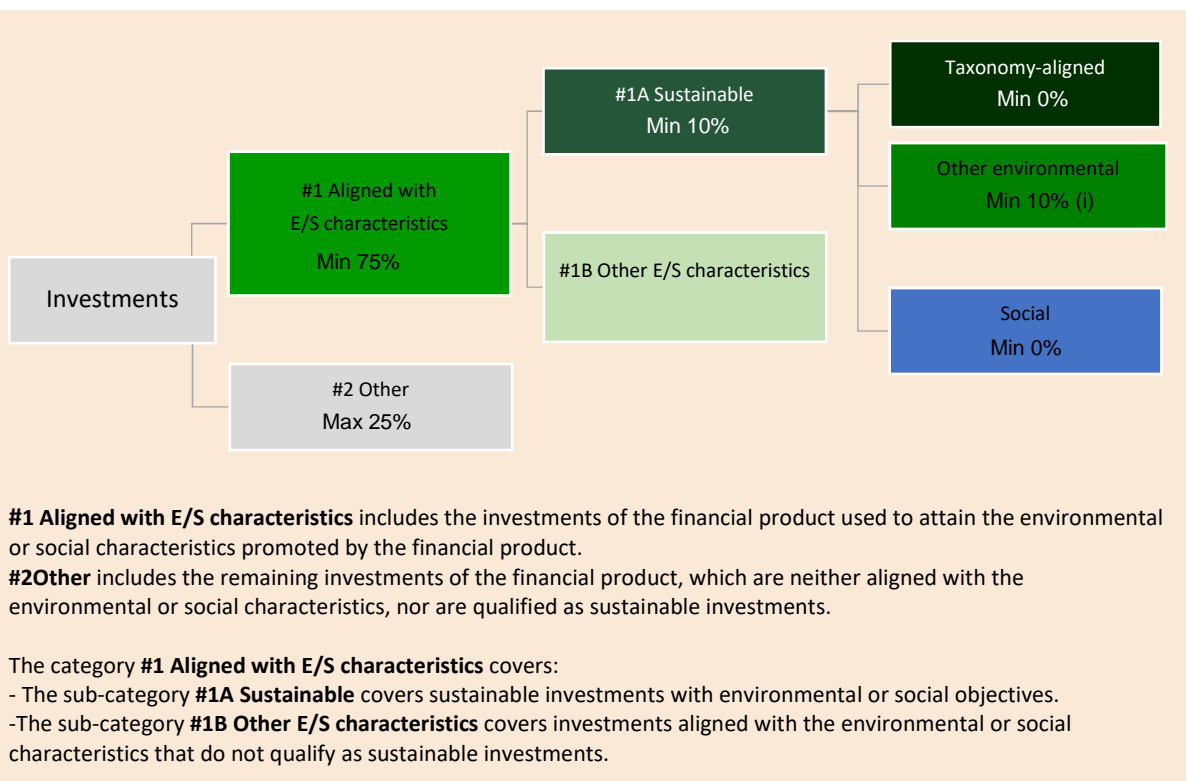 Taxonomy-aligned
Min 0%
#1A Sustainable
Min 10%
Other environmental
Min 10% (i)
#1 Aligned with
E/S characteristics
Min 75%
#1B Other E/S characteristics
Investments
Social
Min 0%
#2 Other
Max 25%
#1 Aligned with E/S characteristics includes the investments of the financial product used to attain the environmental
or social characteristics promoted by the financial product.
#2Other includes the remaining investments of the financial product, which are neither aligned with the
environmental or social characteristics, nor are qualified as sustainable investments.
The category #1 Aligned with E/S characteristics covers:
- The sub-category #1A Sustainable covers sustainable investments with environmental or social objectives.
-The sub-category #1B Other E/S characteristics covers investments aligned with the environmental or social
characteristics that do not qualify as sustainable investments.